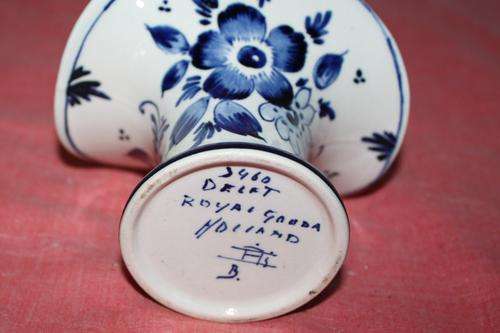 3460
DELFT
ROYAL GOUDA
HOLLAND
B.